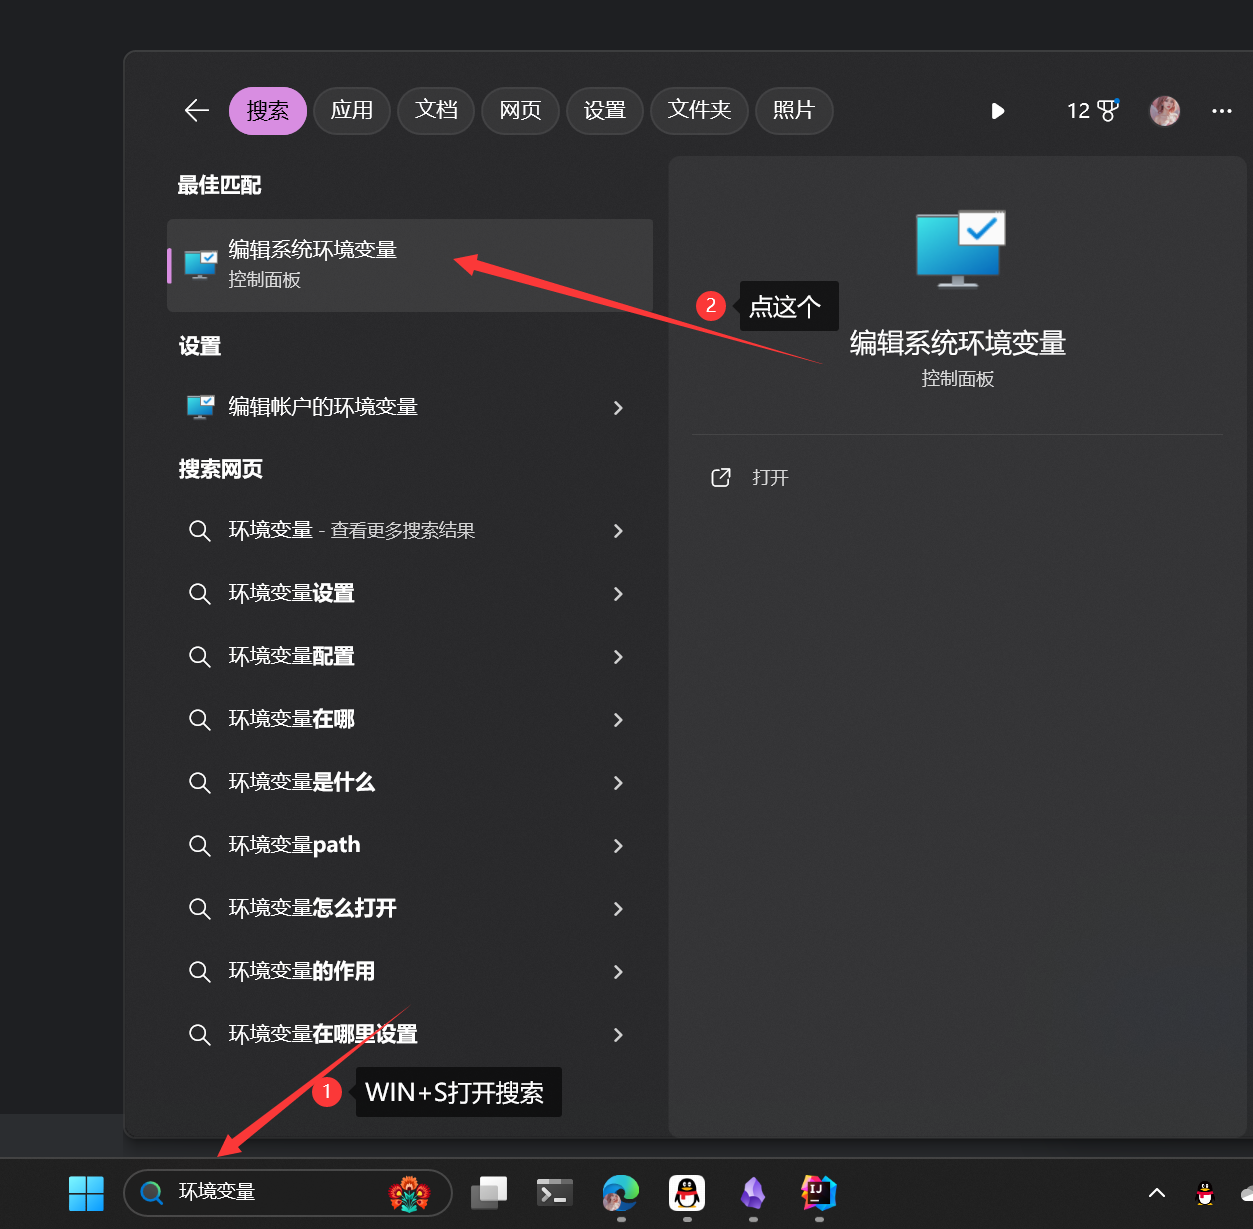 搜索 应用 文档 网页 设置 文件夹 照片 12
最佳匹配
编辑系统环境变量
控制面板
设置
编辑帐户的环境变量
搜索网页
环境变量 - 查看更多搜索结果
环境变量设置
环境变量配置
环境变量在哪
环境变量是什么
环境变量path
环境变量怎么打开
环境变量的作用
环境变量在哪里设置
2 点这个
编辑系统环境变量
控制面板
打开
1 WIN+S打开搜索
环境变量
IJ